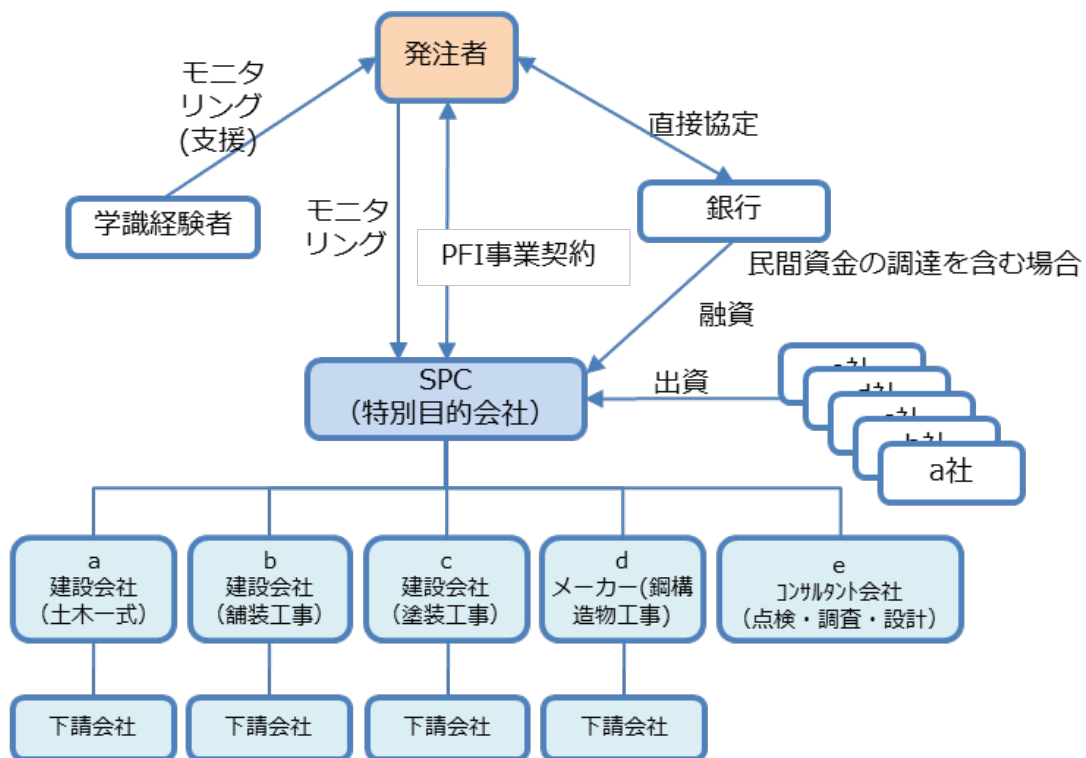 発注者
モニタ
リング
(支援)
直接協定
学識経験者
モニタ
リング
銀行
PFI事業契約
民間資金の調達を含む場合
融資
SPC
（特別目的会社）
出資
a社
a
建設会社
（土木一式）
b
建設会社
（舗装工事）
c
建設会社
（塗装工事）
d
メーカー(鋼構
造物工事）
e
ｺﾝｻﾙﾀﾝﾄ会社
（点検・調査・設計）
下請会社
下請会社
下請会社
下請会社